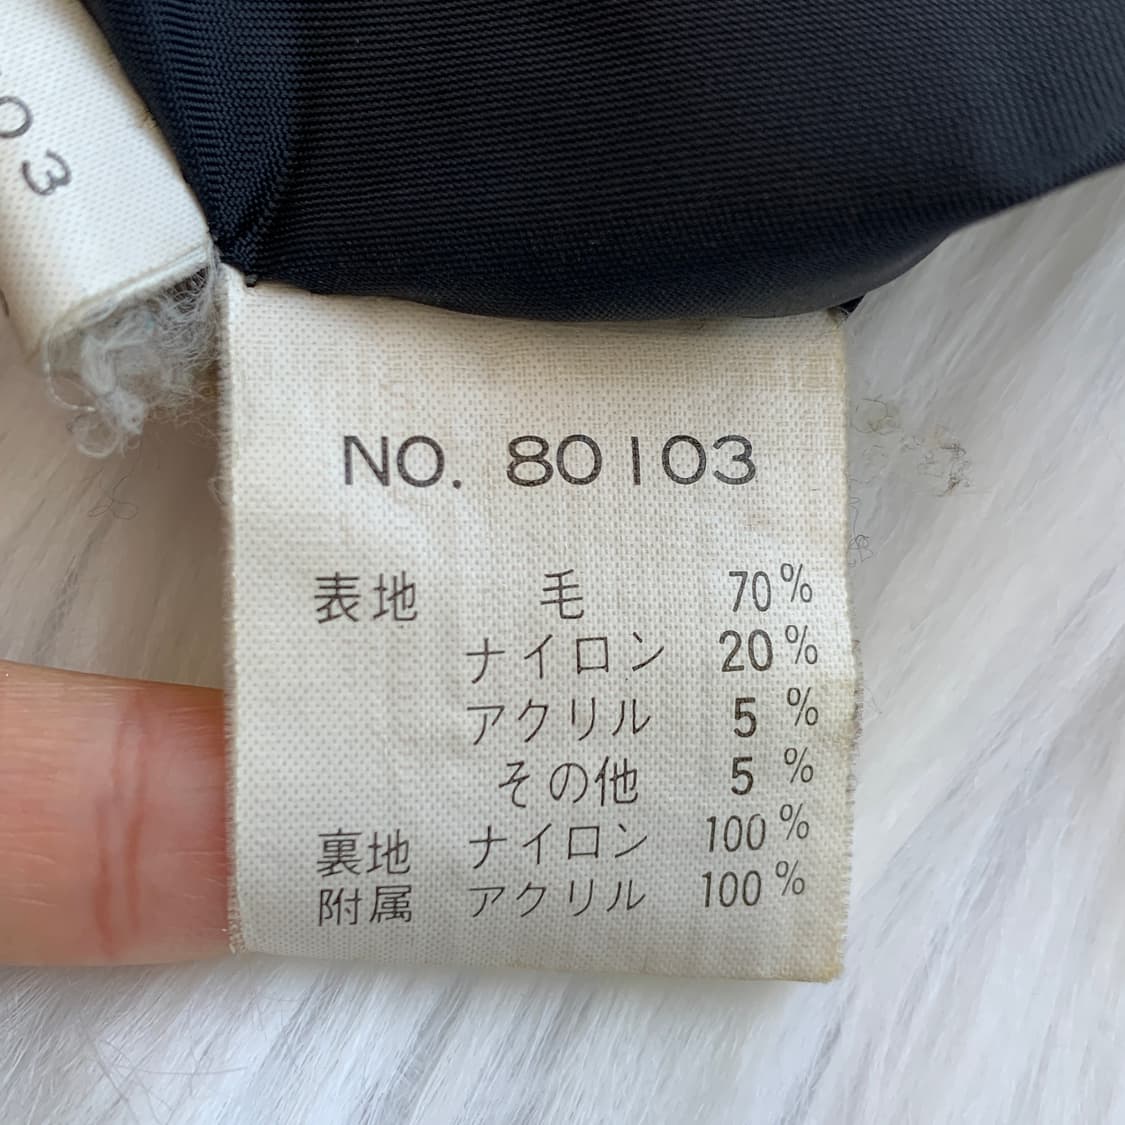 03
NO. 80103
表地 毛 70%
ナイロン 20%
アクリル 5%
その他 5%
裏地 ナイロン 100%
附属 アクリル 100%